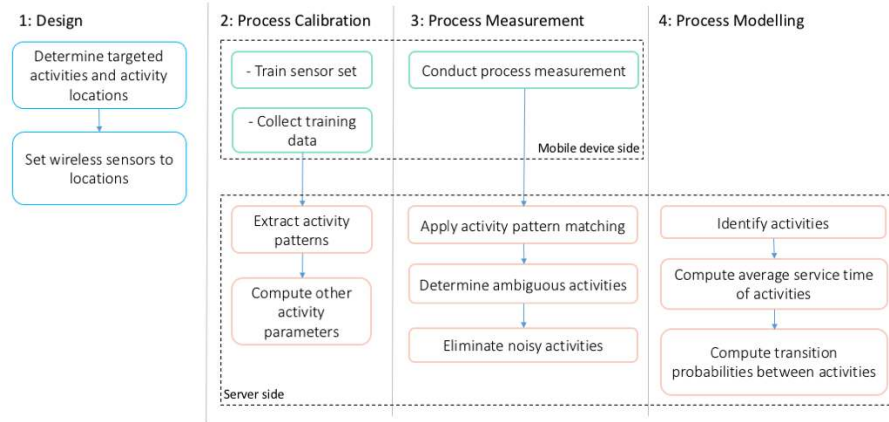 1: Design
Determine targeted
activities and activity
locations
Set wireless sensors to
locations
2: Process Calibration
- Train sensor set
- Collect training
data
Extract activity
patterns
Compute other
activity
parameters
3: Process Measurement
Conduct process measurement
Mobile device side
Apply activity pattern matching
Determine ambiguous activities
Eliminate noisy activities
4: Process Modelling
Identify activities
Compute average service time
of activities
Compute transition
probabilities between activities
Server side